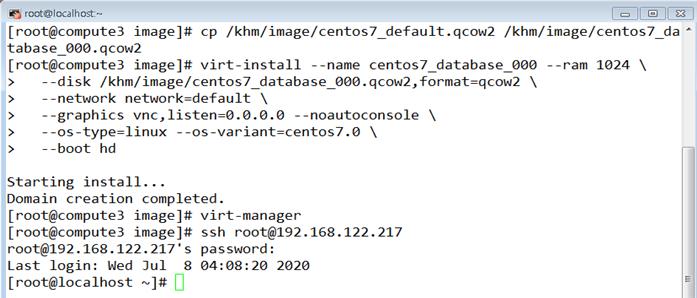 root@localhost:~
[root@compute3 image]# cp /khm/image/centos7_default.qcow2 /khm/image/centos7_da
tabase_000.qcow2
[root@compute3 image]# virt-install --name centos7_database_000 --ram 1024 \
>   --disk /khm/image/centos7_database_000.qcow2,format=qcow2 \
>   --network network=default \
>   --graphics vnc,listen=0.0.0.0 --noautoconsole \
>   --os-type=linux --os-variant=centos7.0 \
>   --boot hd
Starting install...
Domain creation completed.
[root@compute3 image]# virt-manager
[root@compute3 image]# ssh root@192.168.122.217
root@192.168.122.217's password:
Last login: Wed Jul  8 04:08:20 2020
[root@localhost ~]#